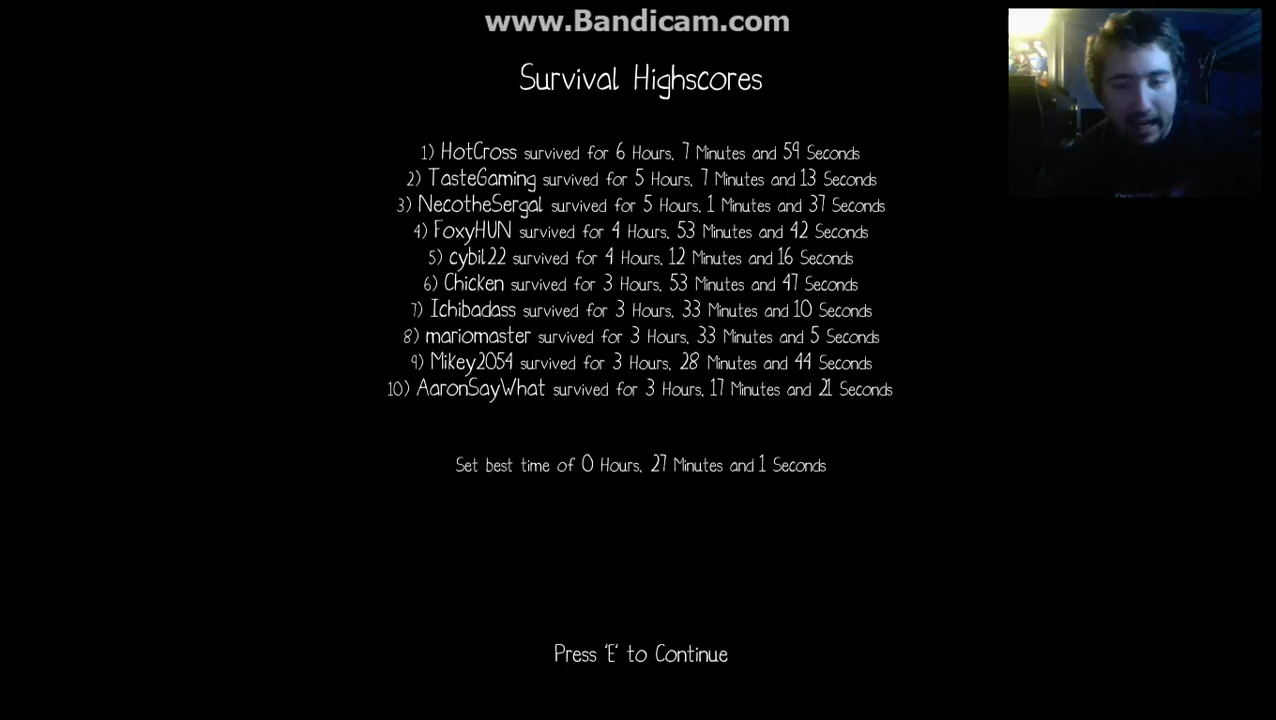 www.Bandicam.com
Survival Highscores
1) HotCross survived for 6 Hours, 7 Minutes and 59 Seconds
2) TasteGaming survived for 5 Hours, 7 Minutes and 13 Seconds
3) NecotheSergal survived for 5 Hours, 1 Minutes and 37 Seconds
4) FoxyHUN survived for 4 Hours, 53 Minutes and 42 Seconds
5) cybil22 survived for 4 Hours, 12 Minutes and 16 Seconds
6) Chicken survived for 3 Hours, 53 Minutes and 47 Seconds
7) Ichibadass survived for 3 Hours, 33 Minutes and 10 Seconds
8) mariomaster survived for 3 Hours, 33 Minutes and 5 Seconds
9) Mikey2054 survived for 3 Hours, 28 Minutes and 44 Seconds
10) AaronSayWhat survived for 3 Hours, 17 Minutes and 21 Seconds
Set best time of 0 Hours, 27 Minutes and 1 Seconds
Press 'E' to Continue